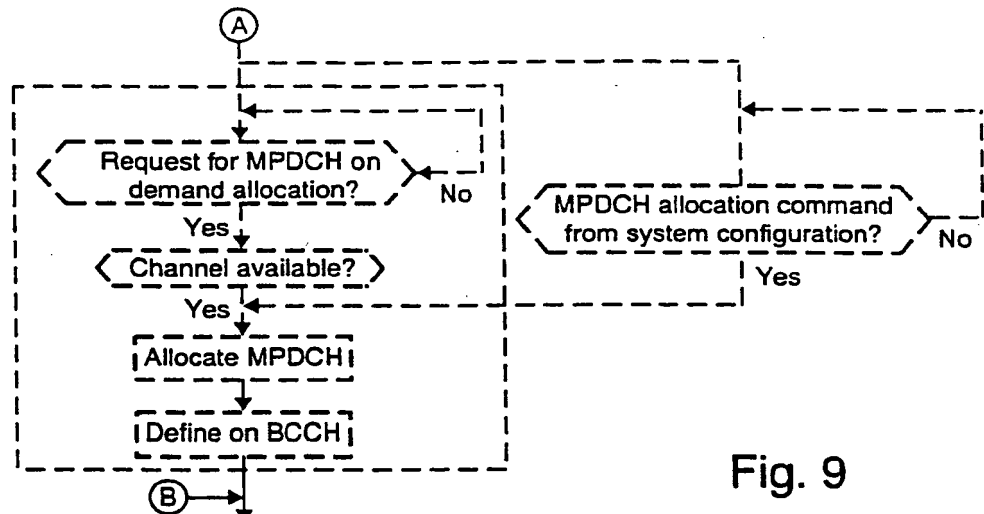 A
Request for MPDCH on
demand allocation?
No
Yes
MPDCH allocation command
from system configuration?
No
Channel available?
Yes
Yes
Allocate MPDCH
Define on BCCH
B
Fig. 9